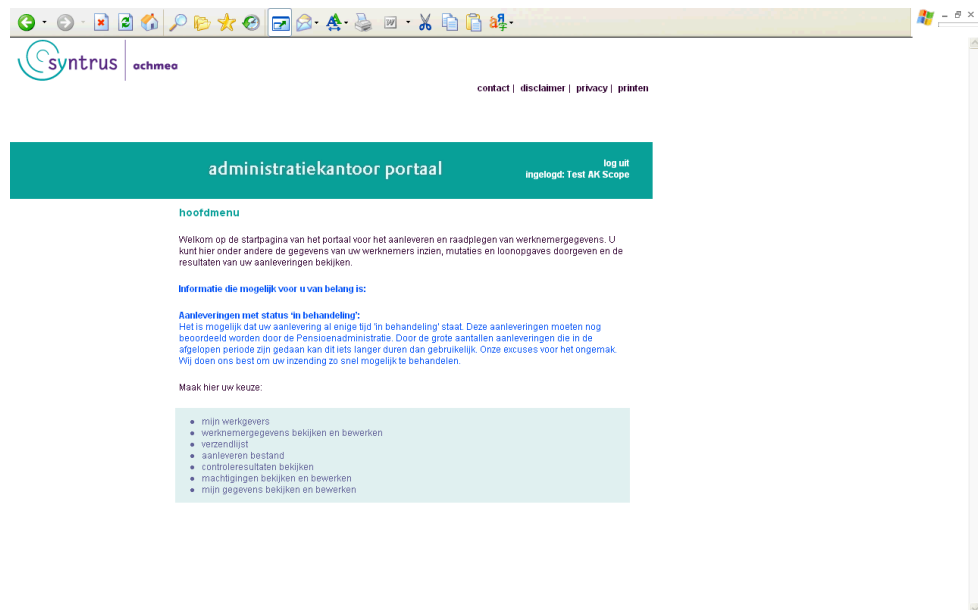 syntrus achmea
contact | disclaimer | privacy | printen
administratiekantoor portaal
log uit
ingelogd: Test AK Scope
hoofdmenu
Welkom op de startpagina van het portaal voor het aanleveren en raadplegen van werknemergegevens. U
kunt hier onder andere de gegevens van uw werknemers inzien, mutaties en loonopgaves doorgeven en de
resultaten van uw aanleveringen bekijken.
Informatie die mogelijk voor u van belang is:
Aanleveringen met status 'in behandeling':
Het is mogelijk dat uw aanlevering al enige tijd 'in behandeling' staat. Deze aanleveringen moeten nog
beoordeeld worden door de Pensioenadministratie. Door de grote aantallen aanleveringen die in de
afgelopen periode zijn gedaan kan dit iets langer duren dan gebruikelijk. Onze excuses voor het ongemak.
Wij doen ons best om uw inzending zo snel mogelijk te behandelen.
Maak hier uw keuze:
• mijn werkgevers
• werknemergegevens bekijken en bewerken
• verzendlijst
• aanleveren bestand
• controleresultaten bekijken
• machtigingen bekijken en bewerken
• mijn gegevens bekijken en bewerken